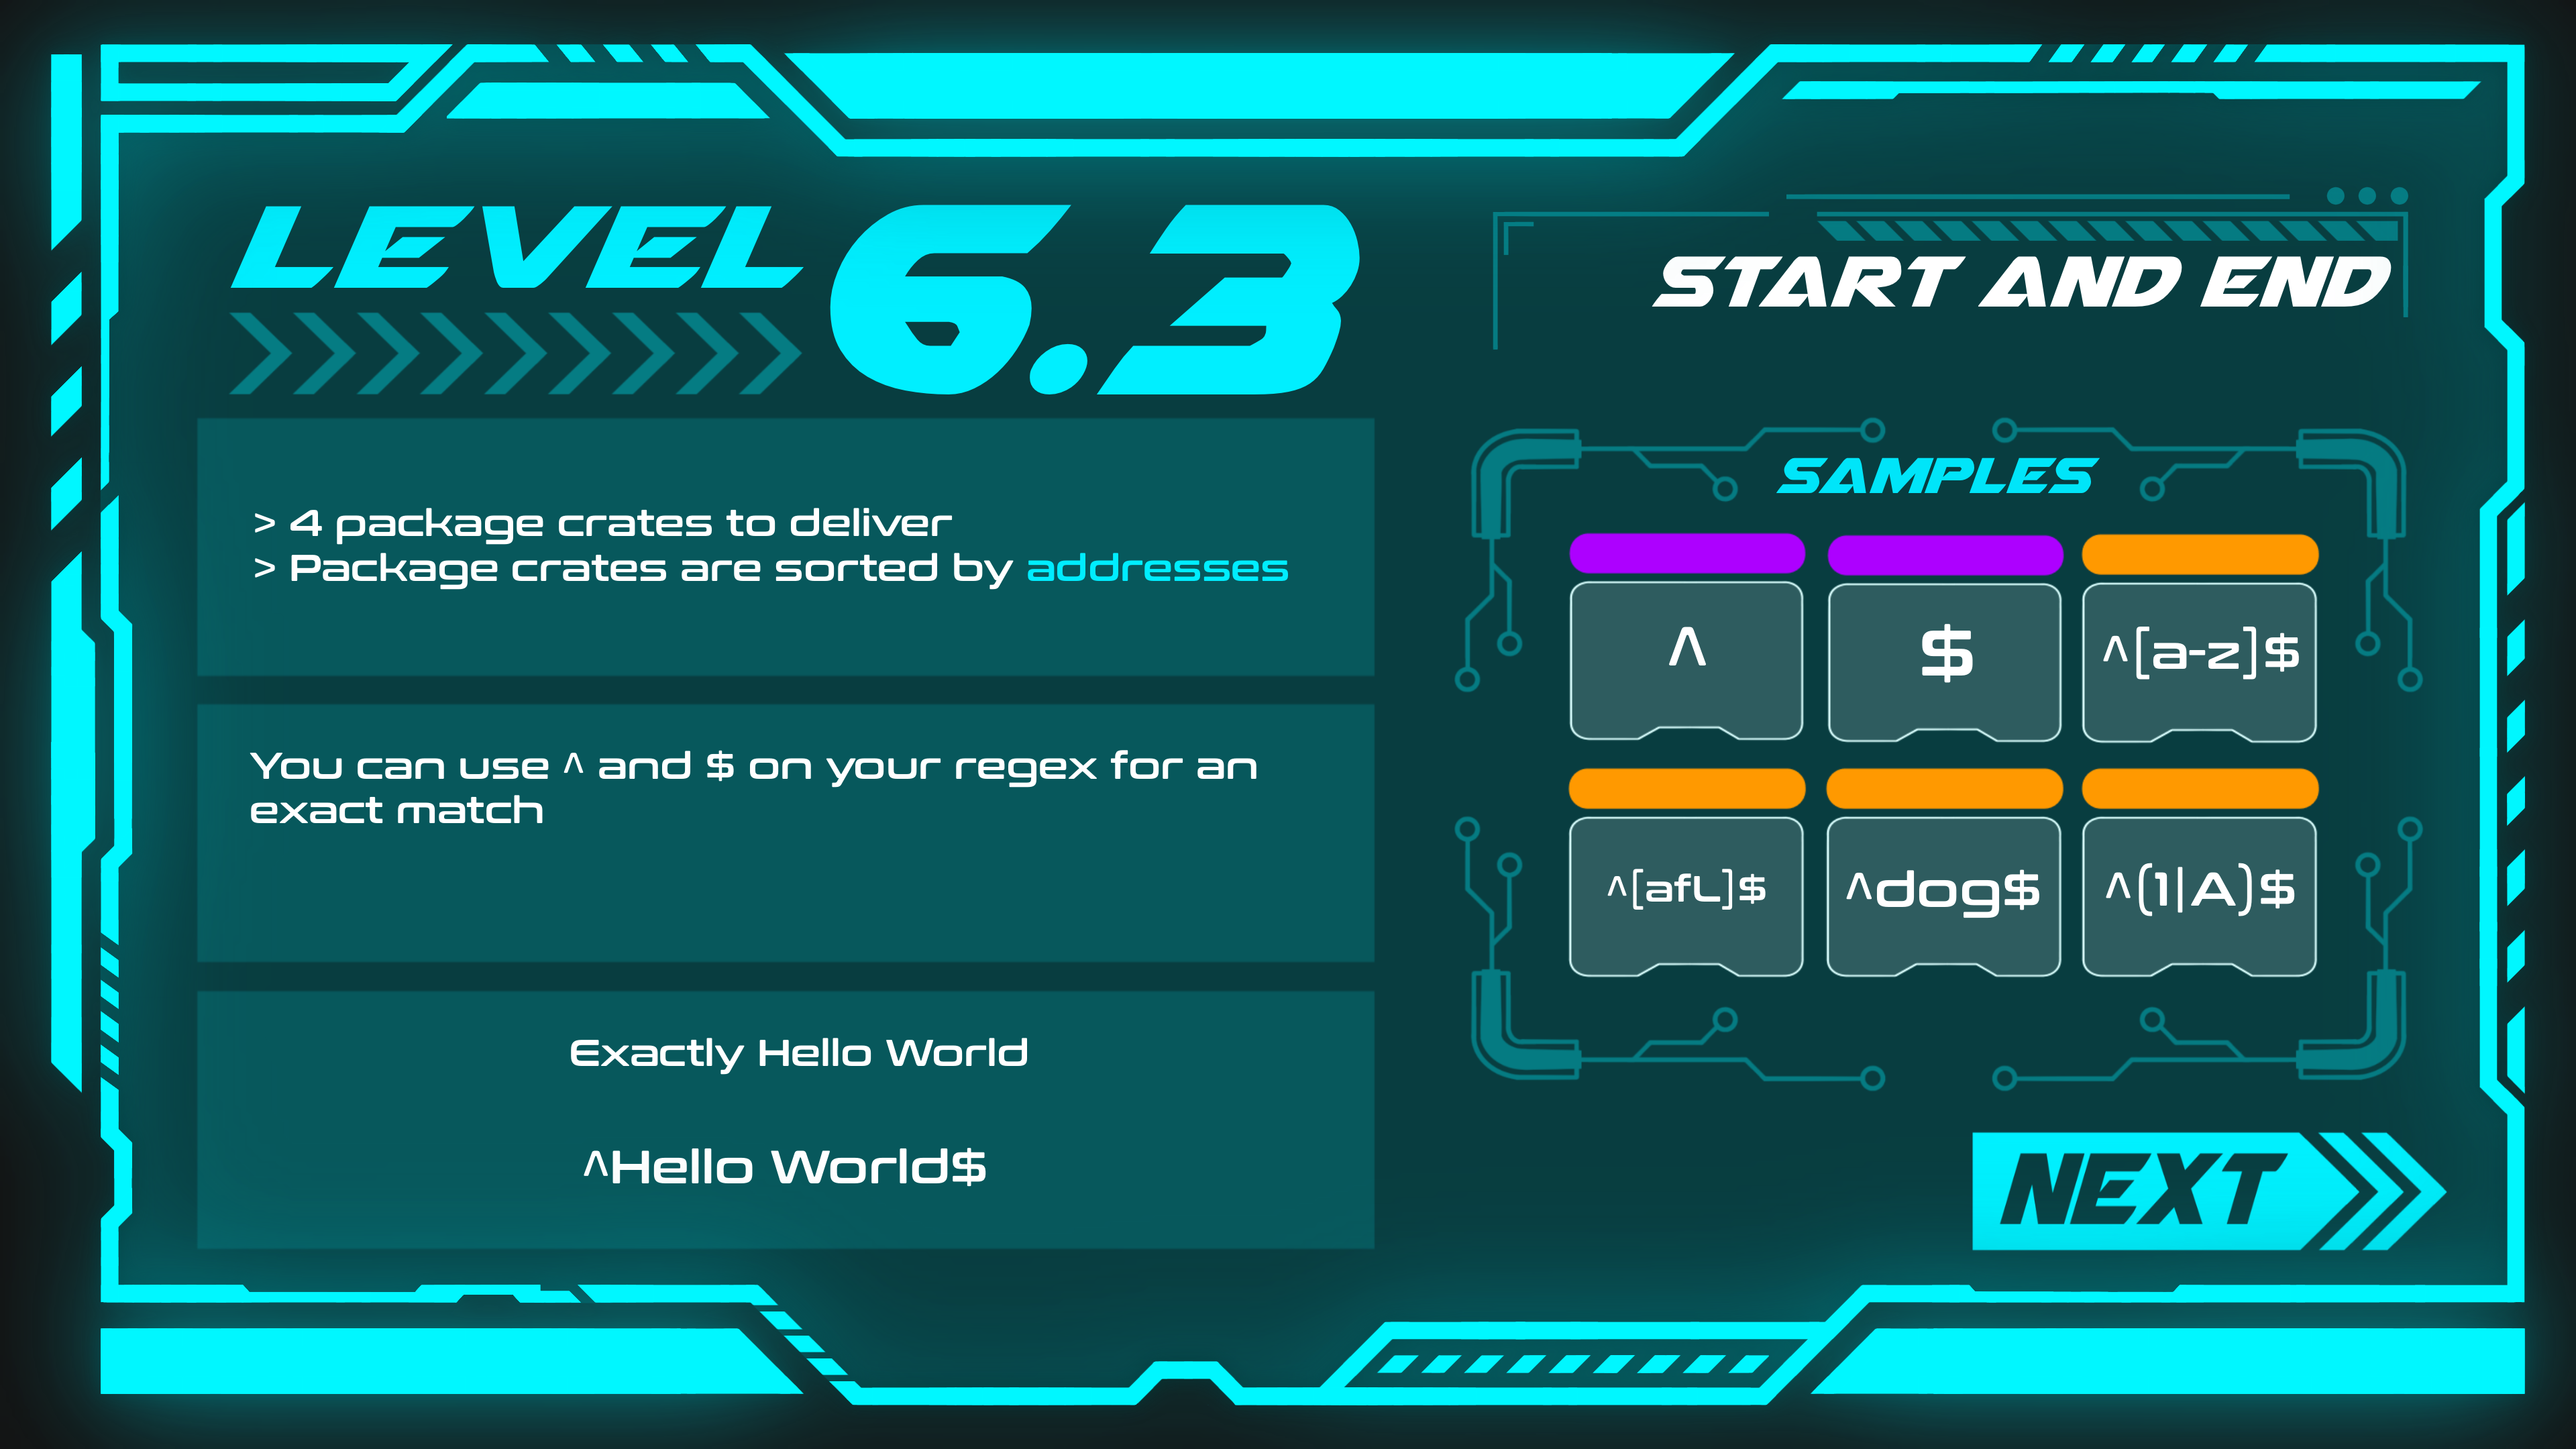 LEVEL 6.3
START AND END
> 4 package crates to deliver
> Package crates are sorted by addresses
You can use ^ and $ on your regex for an
exact match
Exactly Hello World
^Hello World$
SAMPLES
^ $ ^[a-z]$
^[afL]$ ^dog$ ^(1|A)$
NEXT